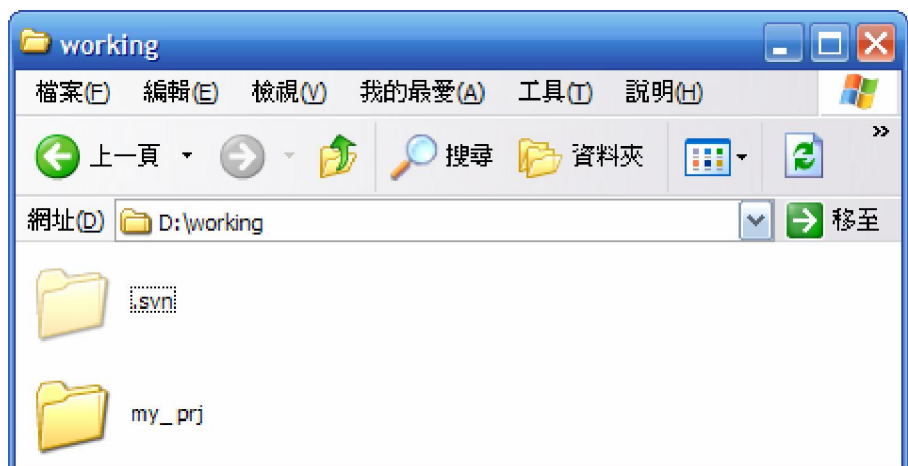 working
檔案(F) 編輯(E) 檢視(V) 我的最愛(A) 工具(T) 說明(H)
上一頁 搜尋 資料夾 »
網址(D) D:\working 移至
.svn
my_prj